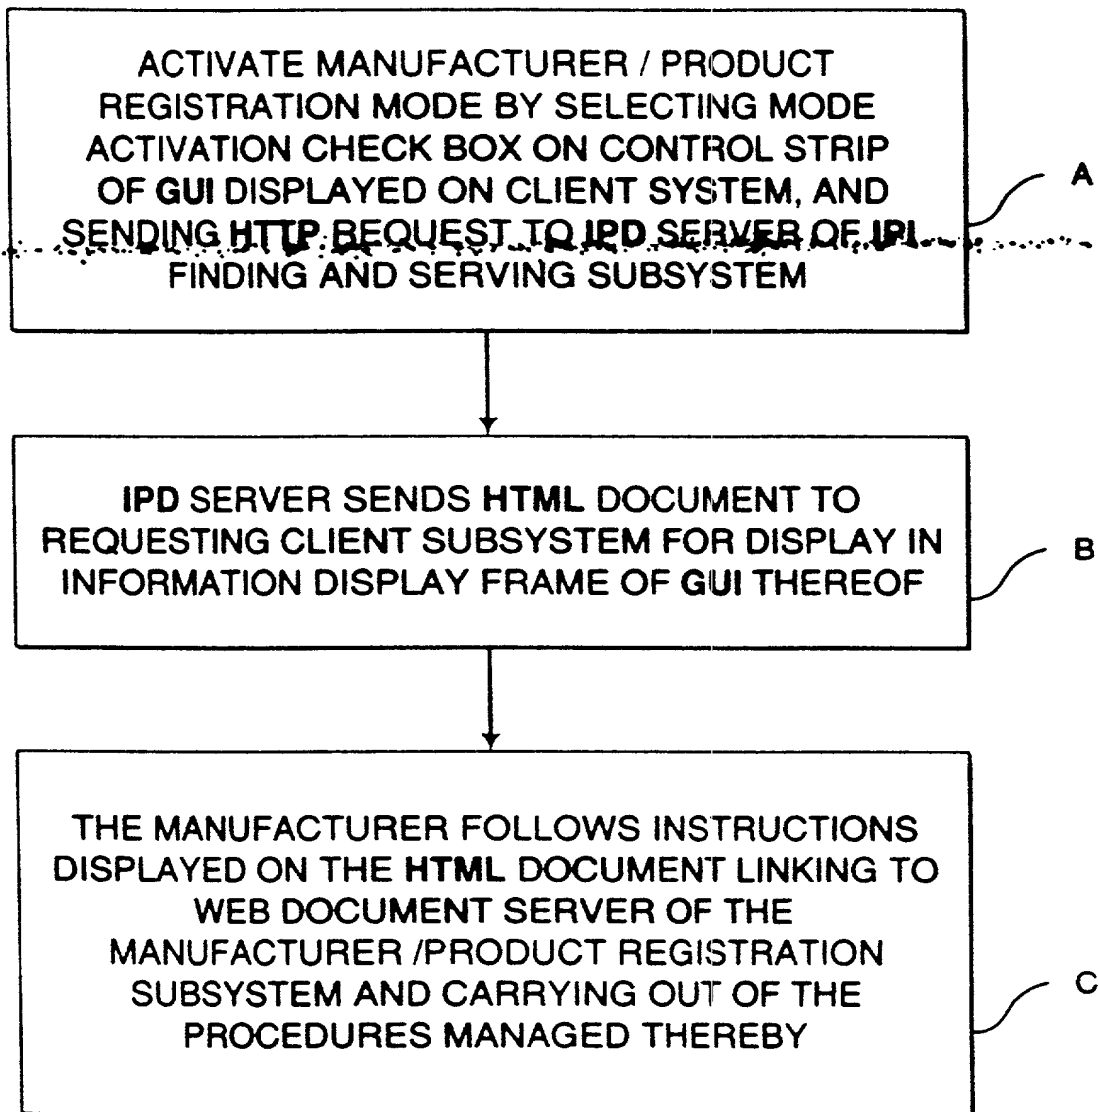 ACTIVATE MANUFACTURER / PRODUCT
REGISTRATION MODE BY SELECTING MODE
ACTIVATION CHECK BOX ON CONTROL STRIP
OF GUI DISPLAYED ON CLIENT SYSTEM, AND
SENDING HTTP REQUEST TO IPD SERVER OF IPI
FINDING AND SERVING SUBSYSTEM
A
IPD SERVER SENDS HTML DOCUMENT TO
REQUESTING CLIENT SUBSYSTEM FOR DISPLAY IN
INFORMATION DISPLAY FRAME OF GUI THEREOF
B
THE MANUFACTURER FOLLOWS INSTRUCTIONS
DISPLAYED ON THE HTML DOCUMENT LINKING TO
WEB DOCUMENT SERVER OF THE
MANUFACTURER /PRODUCT REGISTRATION
SUBSYSTEM AND CARRYING OUT OF THE
PROCEDURES MANAGED THEREBY
C